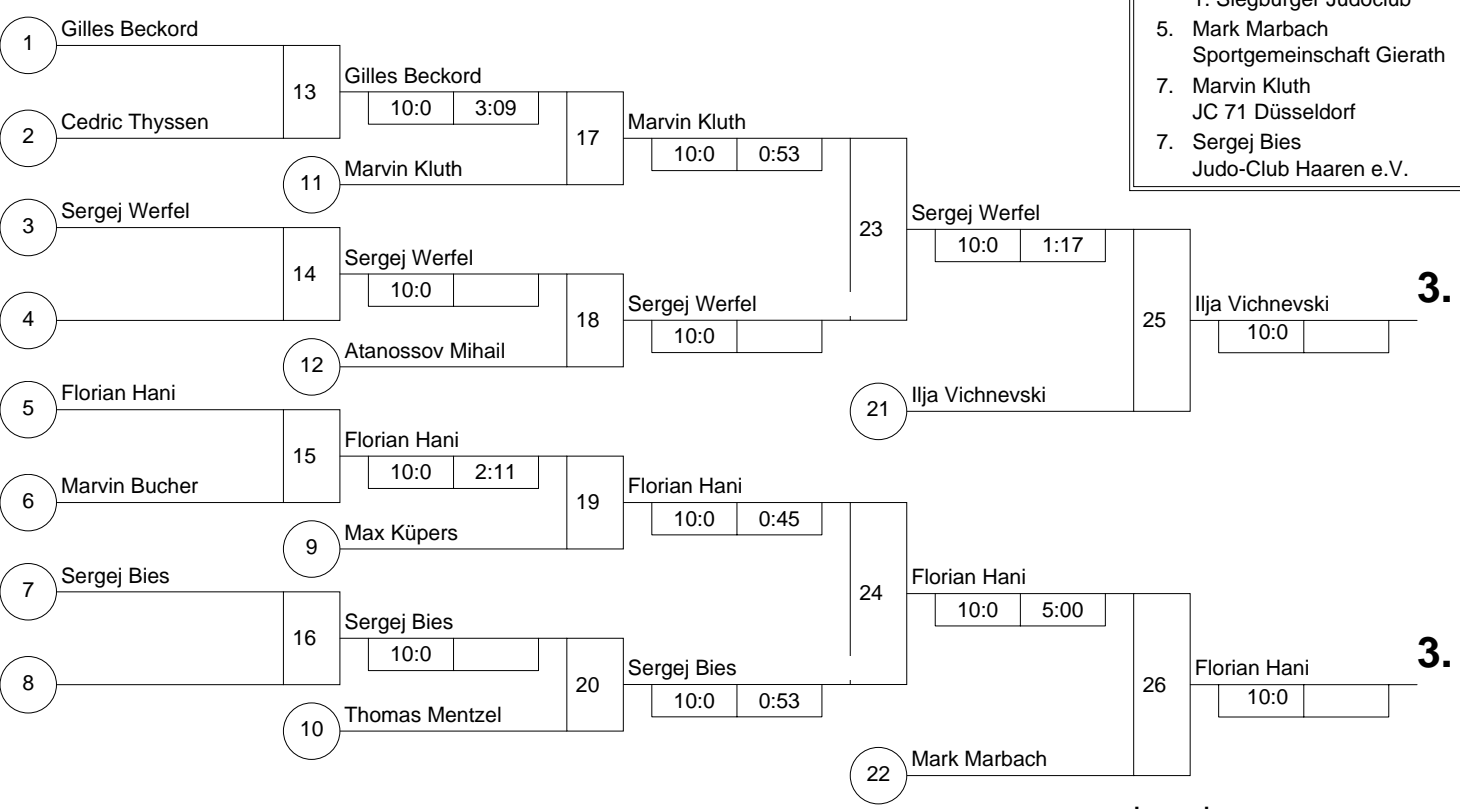 1. Siegburger Judoclub
5. Mark Marbach
Sportgemeinschaft Gierath
7. Marvin Kluth
JC 71 Düsseldorf
7. Sergej Bies
Judo-Club Haaren e.V.
1 Gilles Beckord
13
Gilles Beckord
10:0 3:09
2 Cedric Thyssen
17
Marvin Kluth
10:0 0:53
11 Marvin Kluth
3 Sergej Werfel
23
Sergej Werfel
10:0 1:17
14
Sergej Werfel
10:0
4
18
Sergej Werfel
10:0
25
Ilja Vichnevski
10:0
3.
12 Atanossov Mihail
5 Florian Hani
21 Ilja Vichnevski
15
Florian Hani
10:0 2:11
6 Marvin Bucher
19
Florian Hani
10:0 0:45
9 Max Küpers
7 Sergej Bies
24
Florian Hani
10:0 5:00
16
Sergej Bies
10:0
8
20
Sergej Bies
10:0 0:53
26
Florian Hani
10:0
3.
10 Thomas Mentzel
22 Mark Marbach